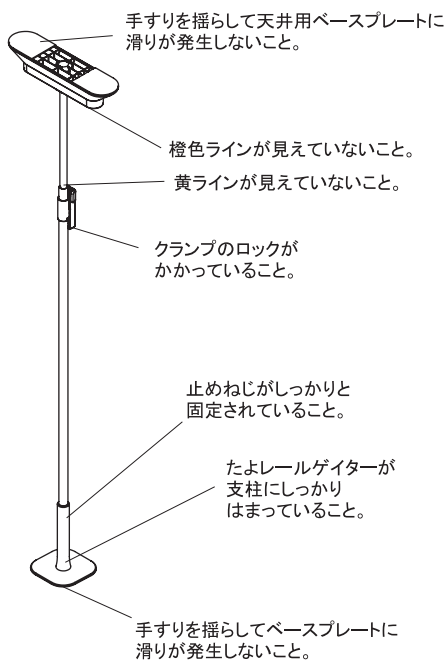 手すりを揺らして天井用ベースプレートに
滑りが発生しないこと。
橙色ラインが見えていないこと。
黄ラインが見えていないこと。
クランプのロックが
かかっていること。
止めねじがしっかりと
固定されていること。
たよレールゲイターが
支柱にしっかり
はまっていること。
手すりを揺らしてベースプレートに
滑りが発生しないこと。